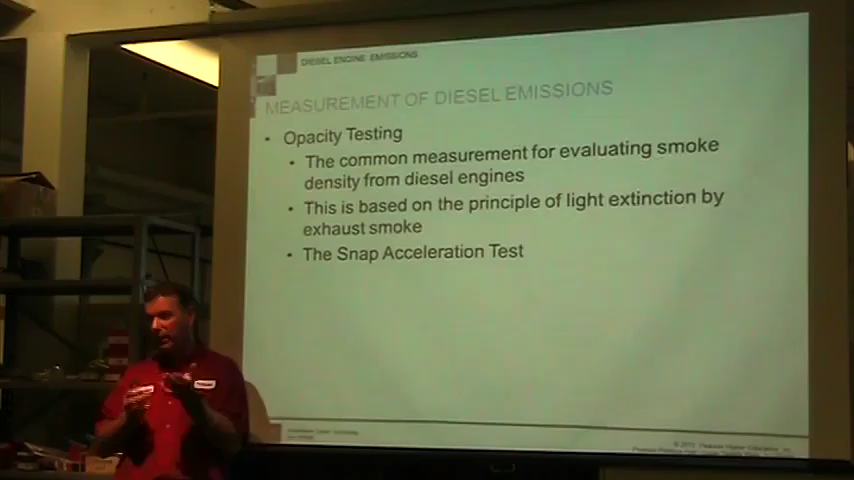 DIESEL ENGINE EMISSIONS
MEASUREMENT OF DIESEL EMISSIONS
• Opacity Testing
• The common measurement for evaluating smoke
density from diesel engines
• This is based on the principle of light extinction by
exhaust smoke
• The Snap Acceleration Test